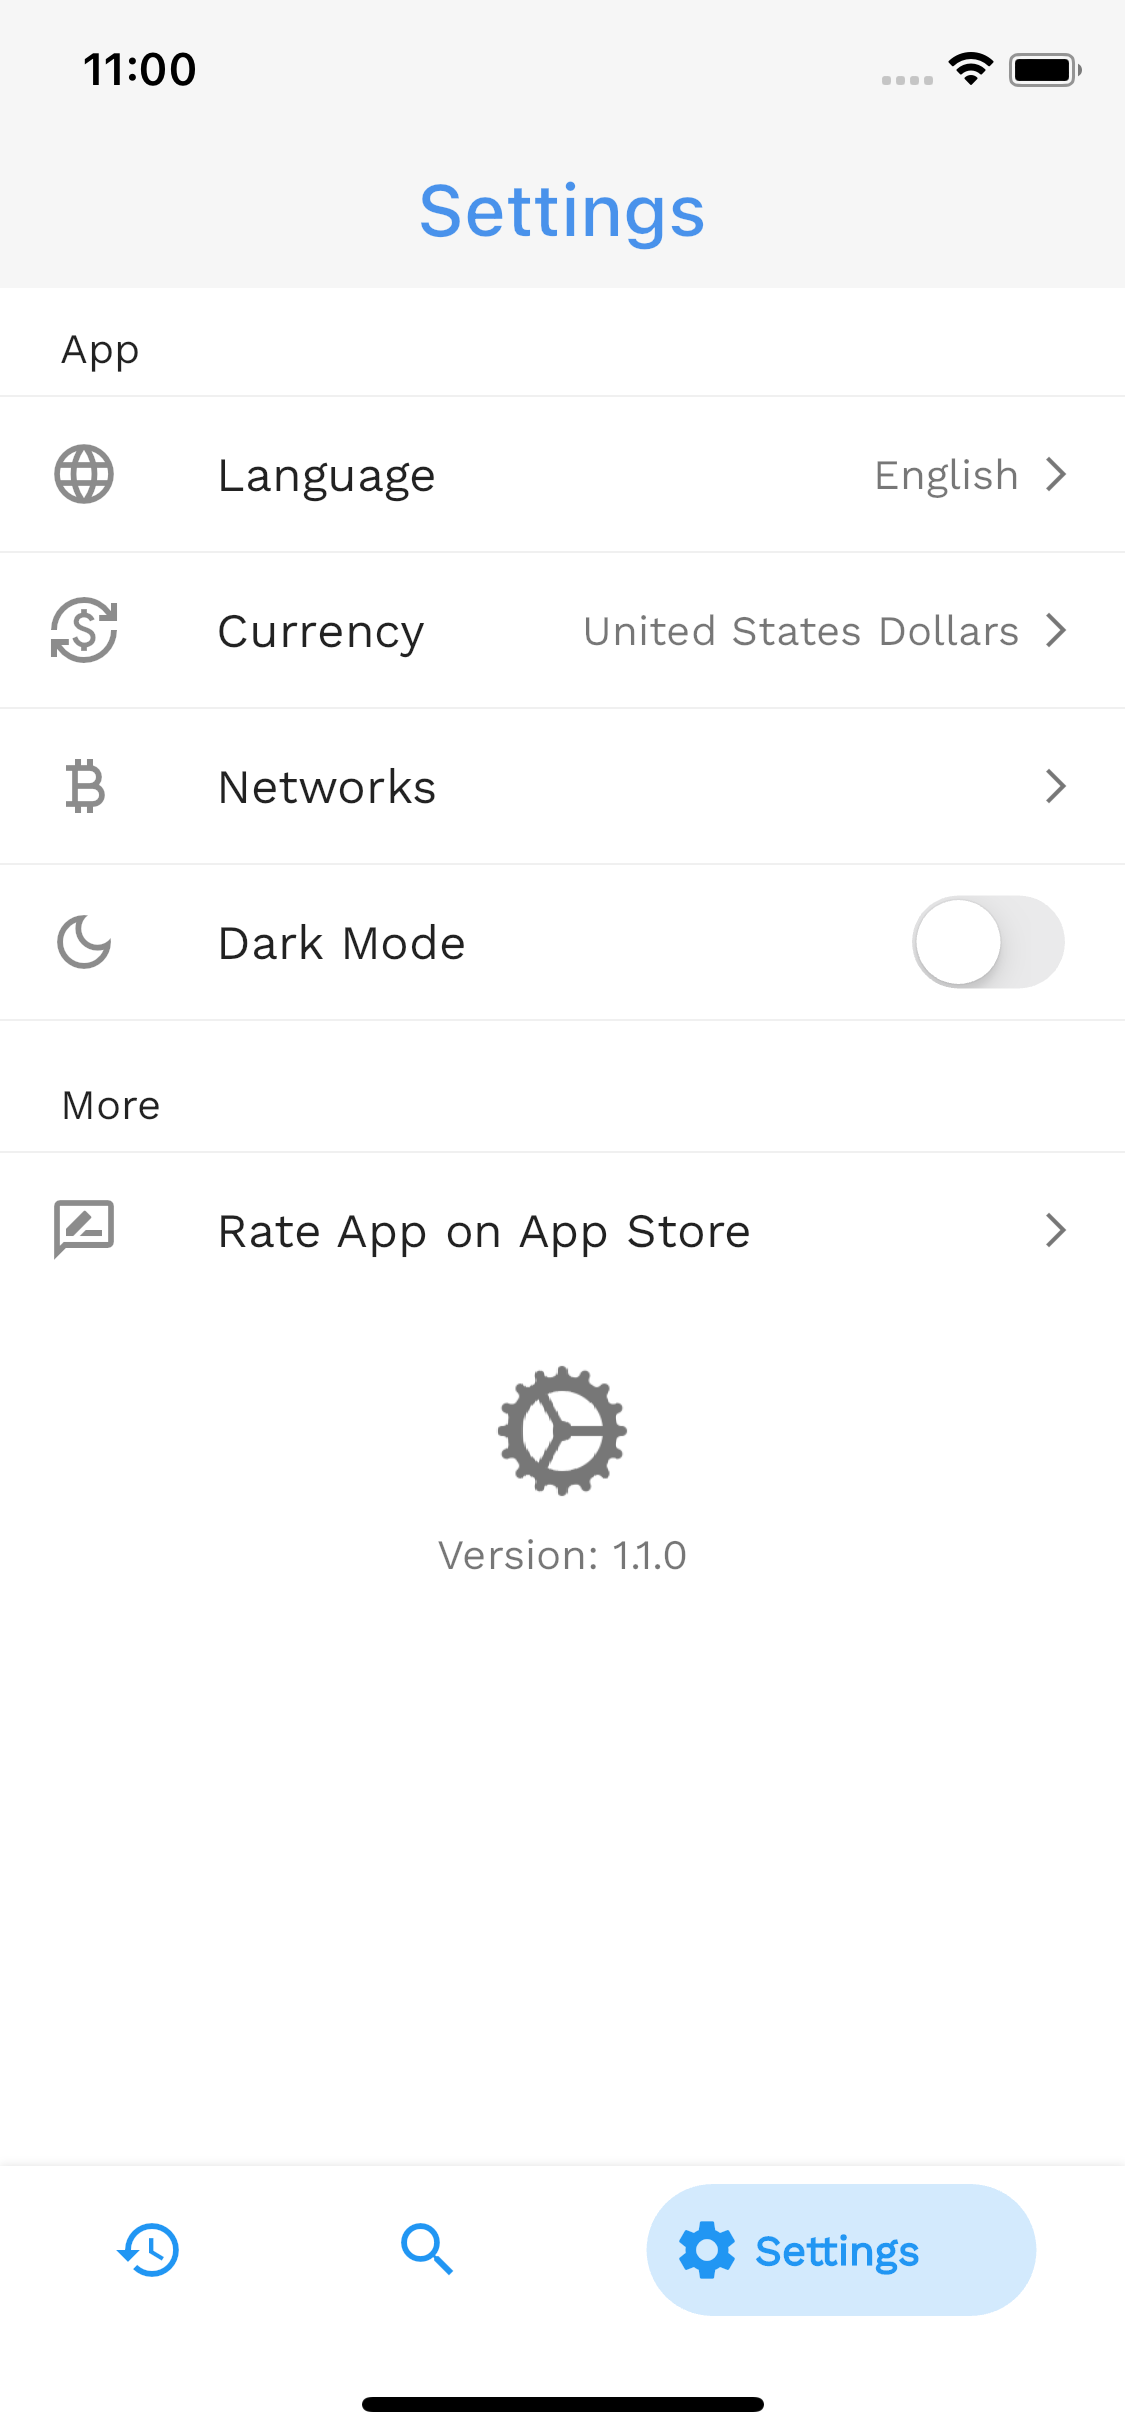 11:00
Settings
App
Language English
Currency United States Dollars
Networks
Dark Mode
More
Rate App on App Store
Version: 1.1.0
Settings